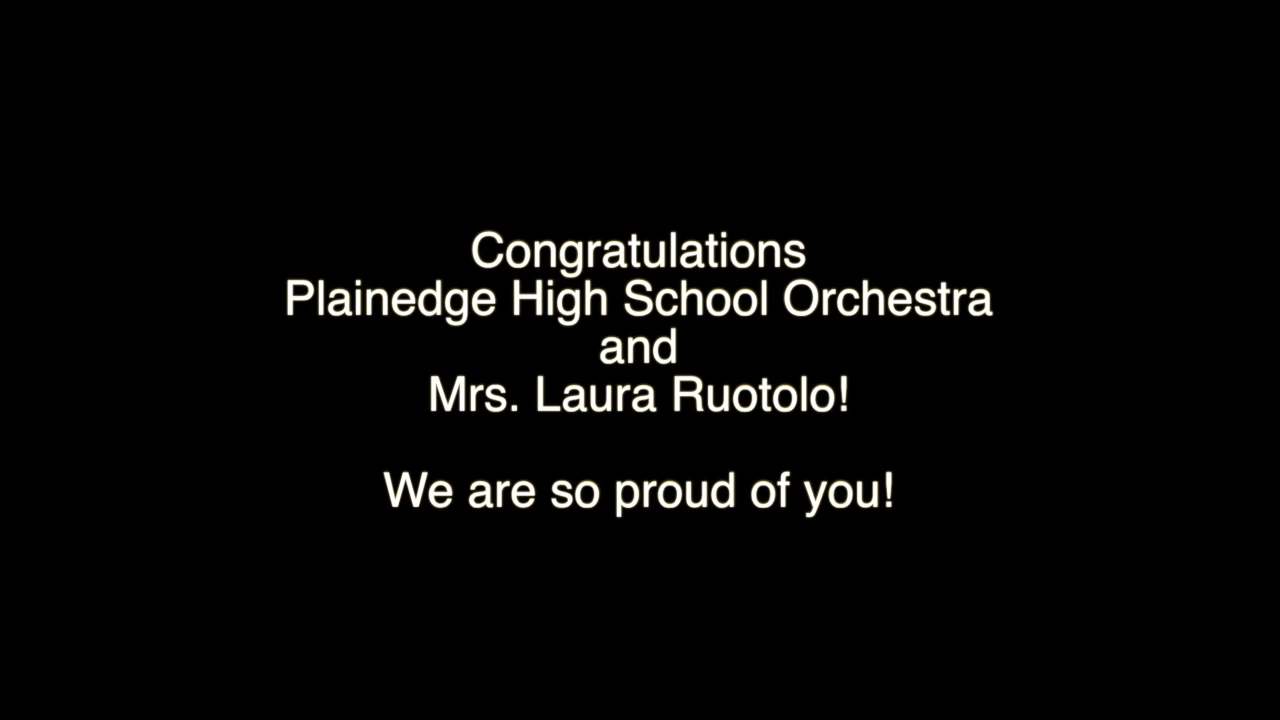 Congratulations
Plainedge High School Orchestra
and
Mrs. Laura Ruotolo!
We are so proud of you!